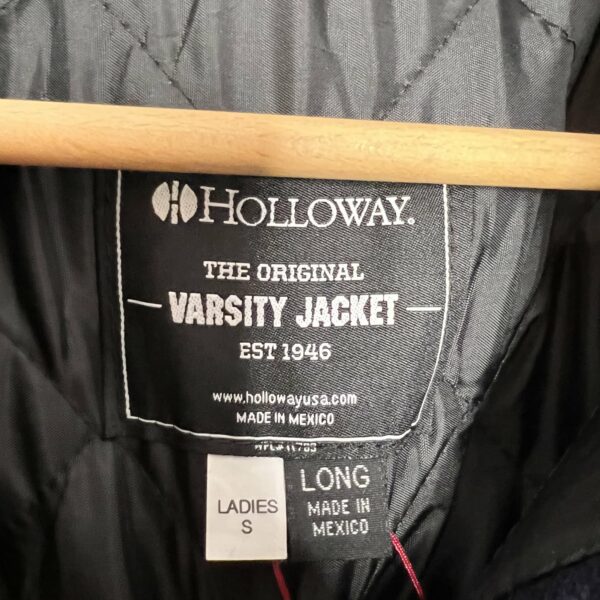 HOLLOWAY.
THE ORIGINAL
VARSITY JACKET
EST 1946
www.hollowayusa.com
MADE IN MEXICO
LADIES
S
LONG
MADE IN
MEXICO